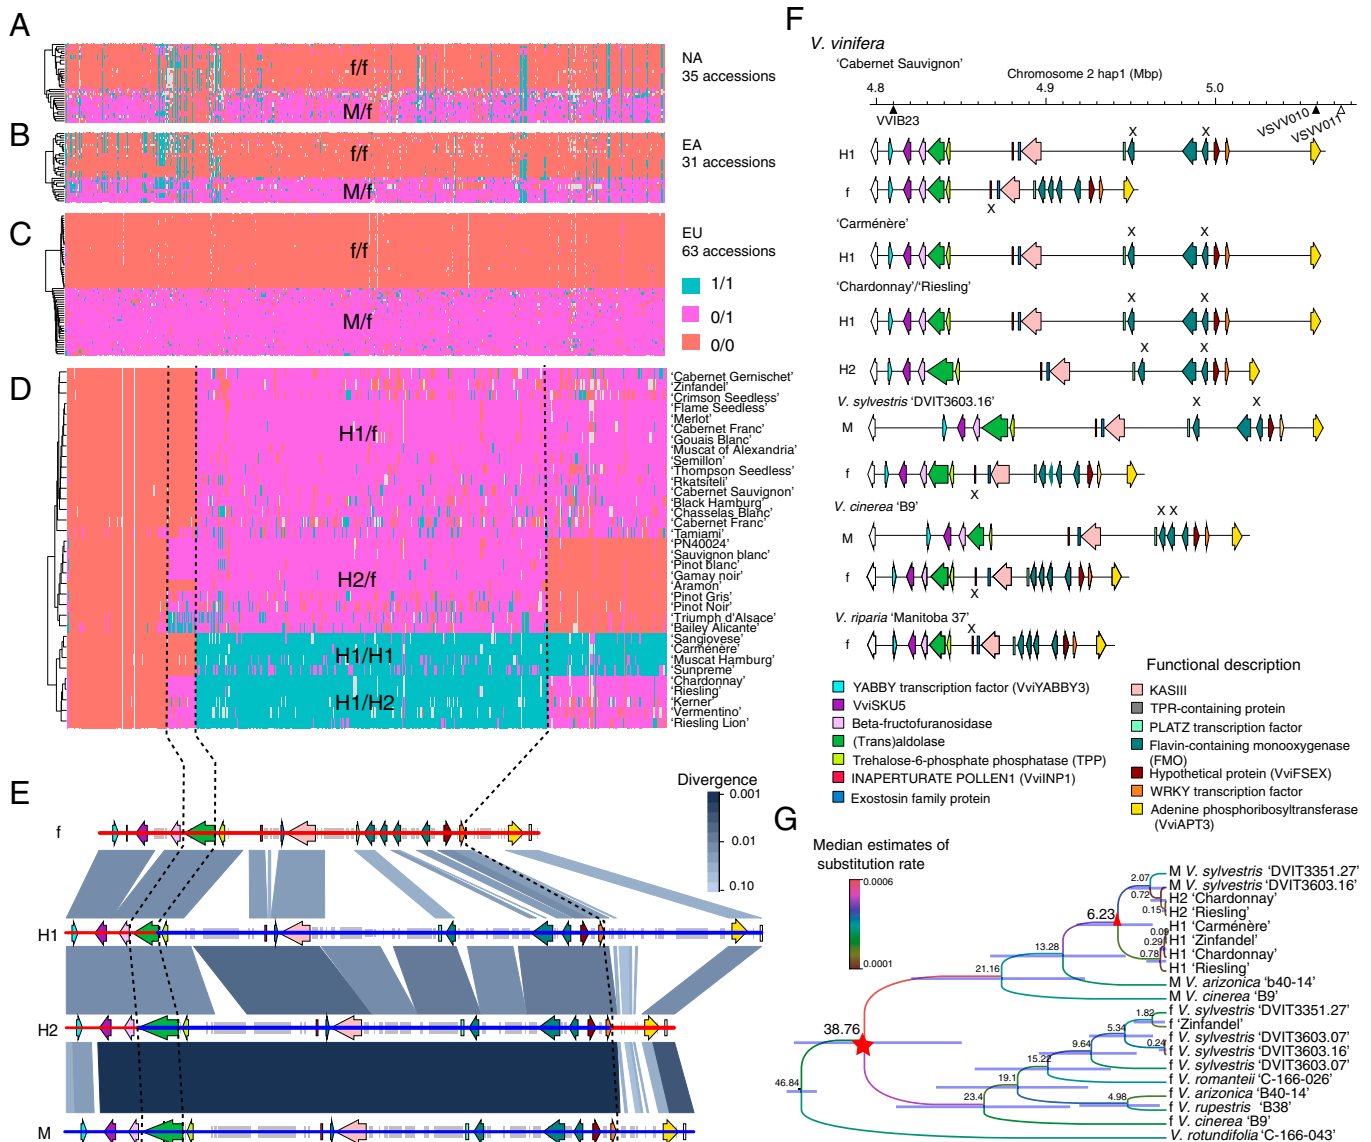 A
f/f
M/f
NA
35 accessions
B
f/f
M/f
EA
31 accessions
C
f/f
M/f
EU
63 accessions
1/1
0/1
0/0
D
H1/f
H2/f
H1/H1
H1/H2
'Cabernet Gernischet'
'Zinfandel'
'Crimson Seedless'
'Flame Seedless'
'Merlot'
'Cabernet Franc'
'Gouais Blanc'
'Muscat of Alexandria'
'Semillon'
'Thompson Seedless'
'Rkatsiteli'
'Cabernet Sauvignon'
'Black Hamburg'
'Chasselas Blanc'
'Cabernet Franc'
'Tamiami'
'PN40024'
'Sauvignon blanc'
'Pinot blanc'
'Gamay noir'
'Aramon'
'Pinot Gris'
'Pinot Noir'
'Triumph d'Alsace'
'Bailey Alicante'
'Sangiovese'
'Carménère'
'Muscat Hamburg'
'Sunpreme'
'Chardonnay'
'Riesling'
'Kerner'
'Vermentino'
'Riesling Lion'
E
Divergence
0.001
0.01
0.10
f
H1
H2
M
F
V. vinifera
'Cabernet Sauvignon'
Chromosome 2 hap1 (Mbp)
4.8
4.9
5.0
VVIB23
VSVV010
VSVV011
X
X
H1
f
X
'Carménère'
X
X
H1
'Chardonnay'/'Riesling'
X
X
H1
X
X
H2
V. sylvestris 'DVIT3603.16'
X
X
M
f
X
V. cinerea 'B9'
X X
M
f
X
V. riparia 'Manitoba 37'
X
f
Functional description
YABBY transcription factor (VviYABBY3)
VviSKU5
Beta-fructofuranosidase
(Trans)aldolase
Trehalose-6-phosphate phosphatase (TPP)
INAPERTURATE POLLEN1 (VviINP1)
Exostosin family protein
KASIII
TPR-containing protein
PLATZ transcription factor
Flavin-containing monooxygenase
(FMO)
Hypothetical protein (VviFSEX)
WRKY transcription factor
Adenine phosphoribosyltransferase
(VviAPT3)
G
Median estimates of
substitution rate
0.0006
0.0001
2.07
0.72
0.15
6.23
0.09
0.29
0.78
13.28
21.16
38.76
46.84
1.82
5.34
0.24
9.64
15.22
19.1
4.98
23.4
M V. sylvestris 'DVIT3351.27'
M V. sylvestris 'DVIT3603.16'
H2 'Chardonnay'
H2 'Riesling'
H1 'Carménère'
H1 'Zinfandel'
H1 'Chardonnay'
H1 'Riesling'
M V. arizonica 'b40-14'
M V. cinerea 'B9'
f V. sylvestris 'DVIT3351.27'
f 'Zinfandel'
f V. sylvestris 'DVIT3603.07'
f V. sylvestris 'DVIT3603.16'
f V. sylvestris 'DVIT3603.07'
f V. romanetii 'C-166-026'
f V. arizonica 'B40-14'
f V. rupestris 'B38'
f V. cinerea 'B9'
V. rotundifolia 'C-166-043'